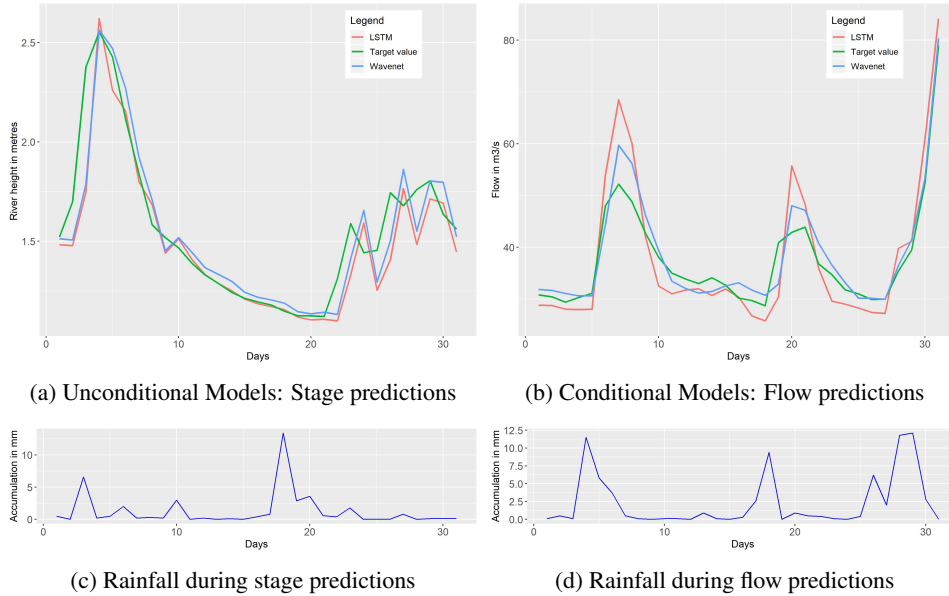 Legend
LSTM
Target value
Wavenet
2.5
2.0
1.5
River height in metres
0 10 20 30
Days
(a) Unconditional Models: Stage predictions
Legend
LSTM
Target value
Wavenet
80
60
40
Flow in m3/s
0 10 20 30
Days
(b) Conditional Models: Flow predictions
10
5
0
Accumulation in mm
0 10 20 30
Days
(c) Rainfall during stage predictions
12.5
10.0
7.5
5.0
2.5
0.0
Accumulation in mm
0 10 20 30
Days
(d) Rainfall during flow predictions